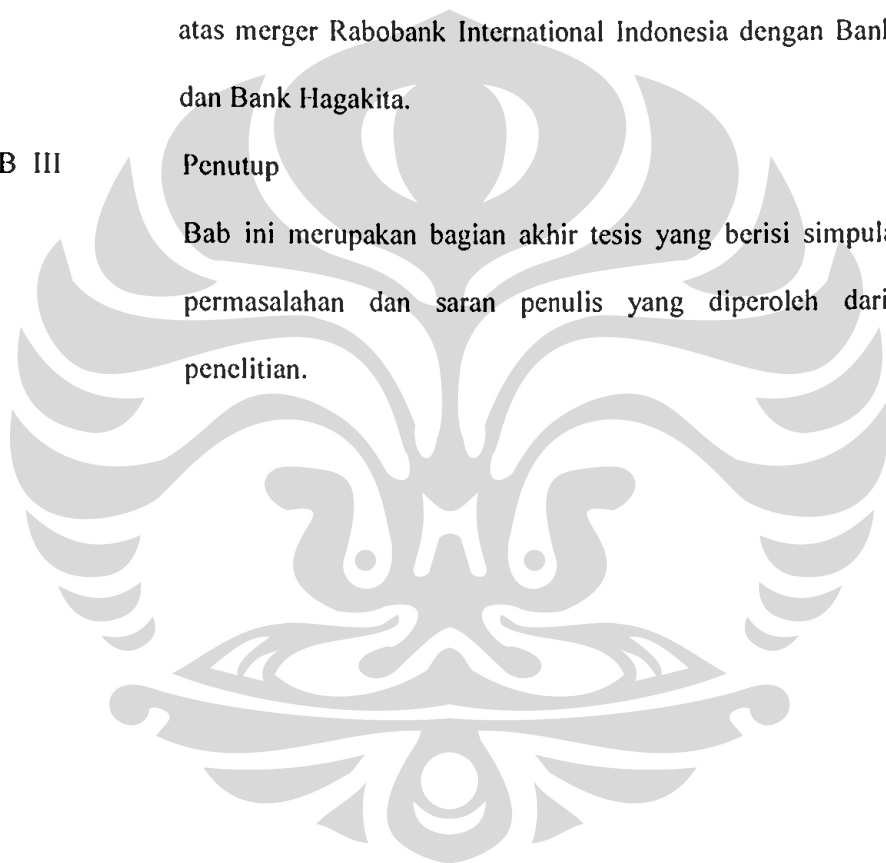 atas merger Rabobank International Indonesia dengan Bank
dan Bank Hagakita.
B III Penutup
Bab ini merupakan bagian akhir tesis yang berisi simpula
permasalahan dan saran penulis yang diperoleh dari
penelitian.